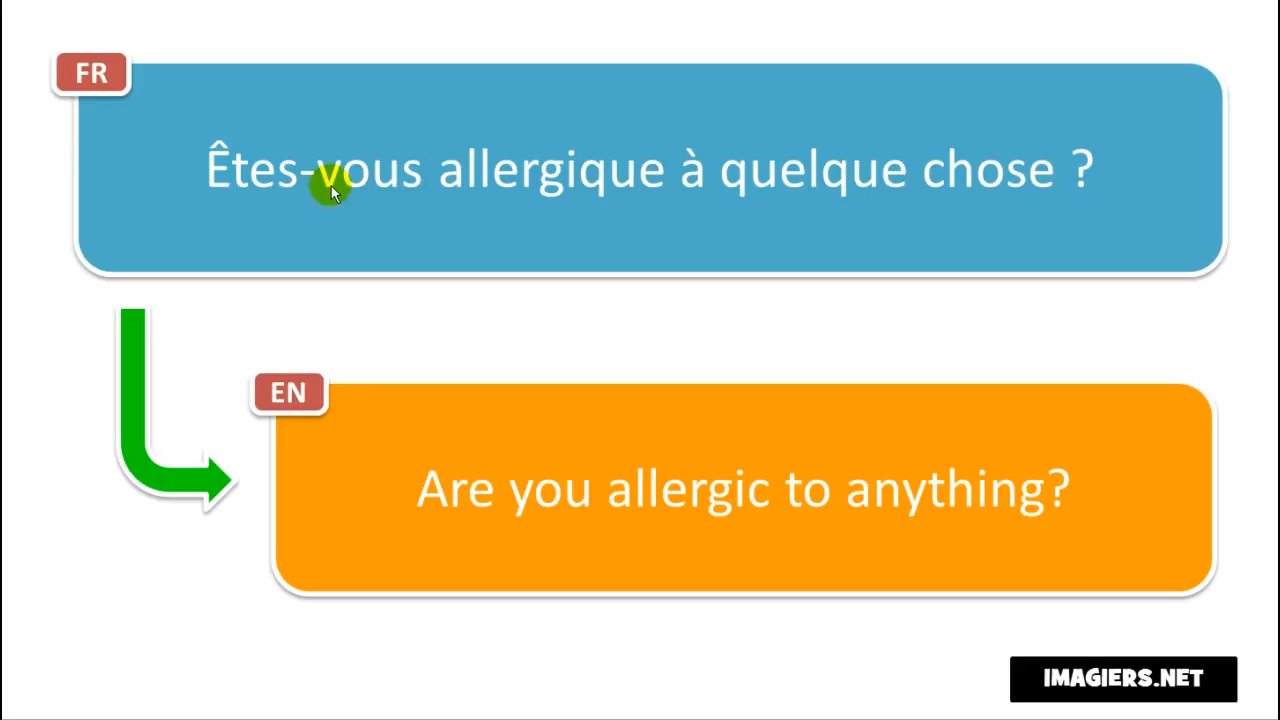 FR
Êtes-vous allergique à quelque chose ?
EN
Are you allergic to anything?
IMAGIERS.NET